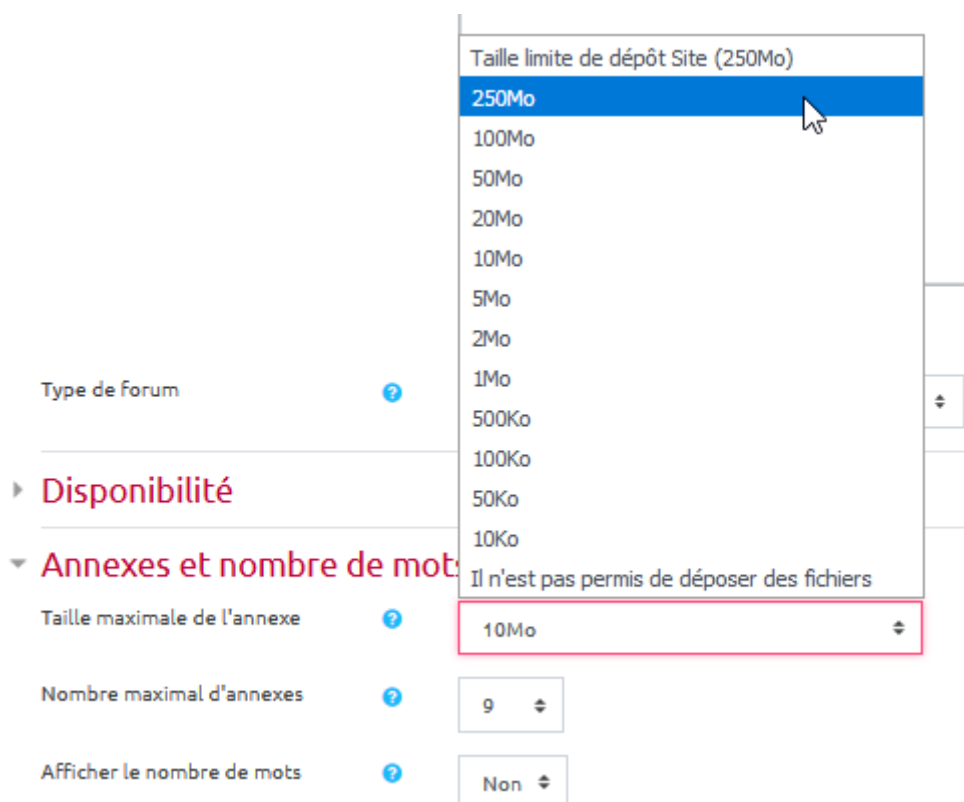 Taille limite de dépôt Site (250Mo)
250Mo
100Mo
50Mo
20Mo
10Mo
5Mo
2Mo
1Mo
500Ko
100Ko
50Ko
10Ko
Il n'est pas permis de déposer des fichiers
Type de forum
Disponibilité
Annexes et nombre de mots
Taille maximale de l'annexe
10Mo
Nombre maximal d'annexes
9
Afficher le nombre de mots
Non